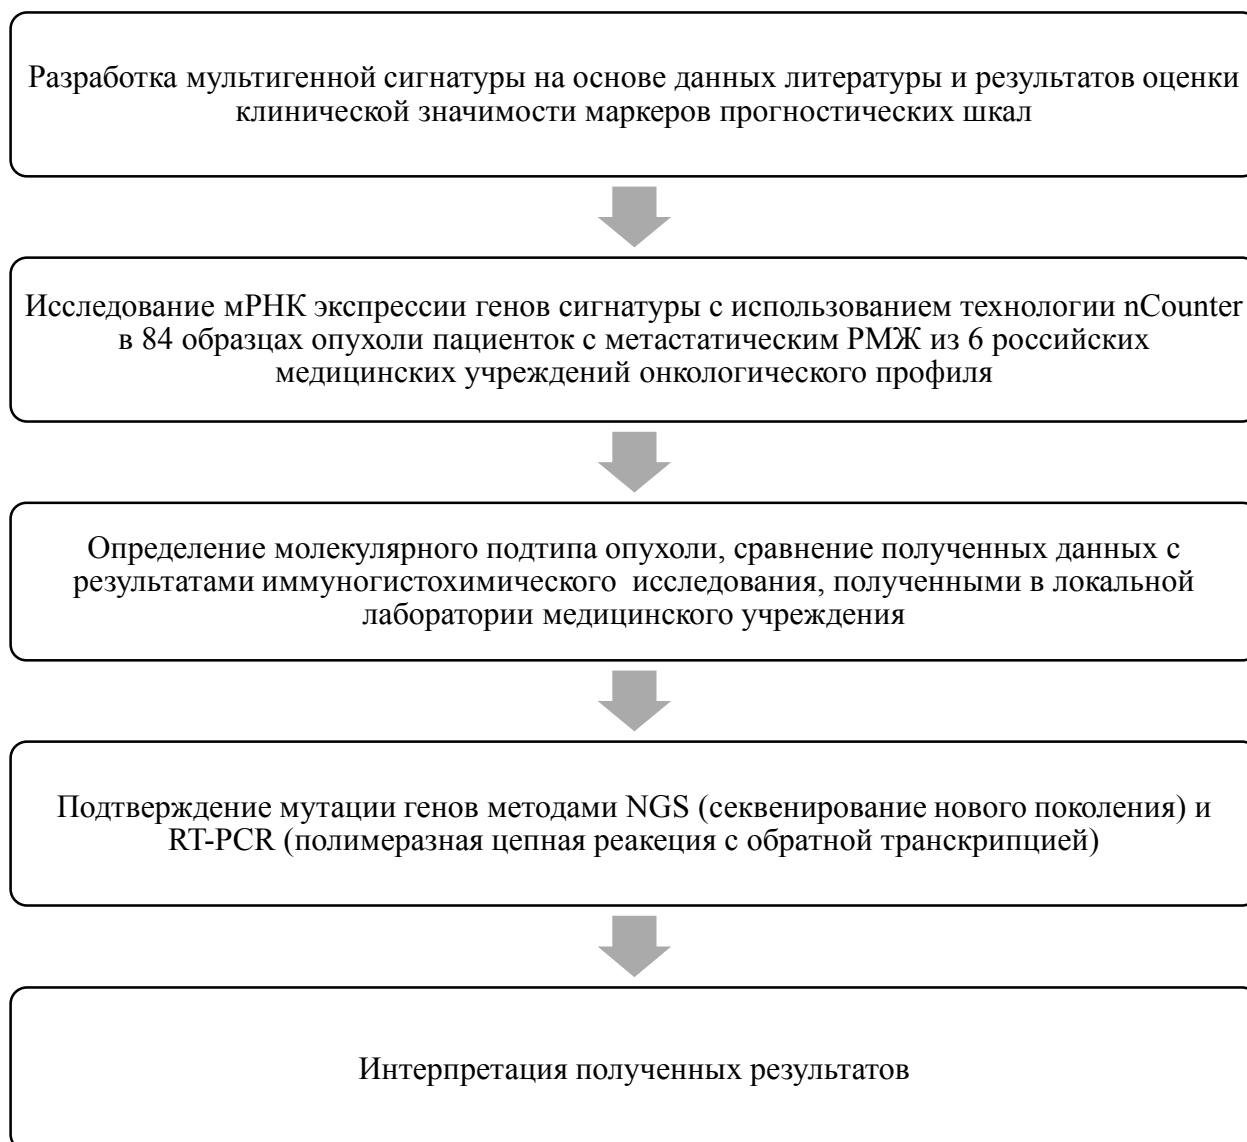 Разработка мультигенной сигнатуры на основе данных литературы и результатов оценки
клинической значимости маркеров прогностических шкал
Исследование мРНК экспрессии генов сигнатуры с использованием технологии nCounter
в 84 образцах опухоли пациенток с метастатическим РМЖ из 6 российских
медицинских учреждений онкологического профиля
Определение молекулярного подтипа опухоли, сравнение полученных данных с
результатами иммуногистохимического исследования, полученными в локальной
лаборатории медицинского учреждения
Подтверждение мутации генов методами NGS (секвенирование нового поколения) и
RT-PCR (полимеразная цепная реакеция с обратной транскрипцией)
Интерпретация полученных результатов